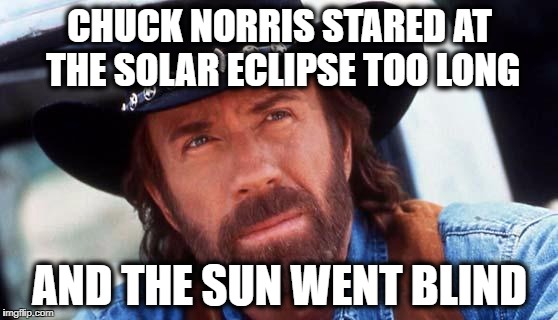 CHUCK NORRIS STARED AT
THE SOLAR ECLIPSE TOO LONG
AND THE SUN WENT BLIND
imgflip.com